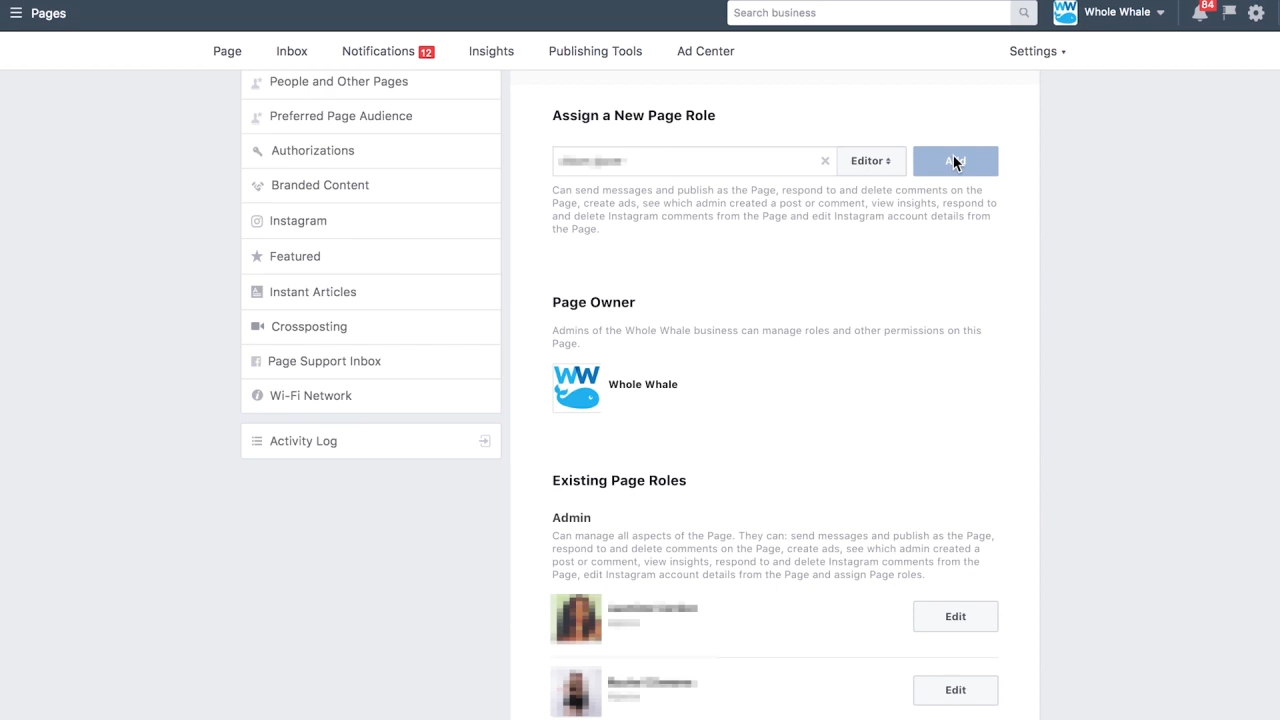 Pages
Search business
Whole Whale
84
Page
Inbox
Notifications 12
Insights
Publishing Tools
Ad Center
Settings
People and Other Pages
Preferred Page Audience
Authorizations
Branded Content
Instagram
Featured
Instant Articles
Crossposting
Page Support Inbox
Wi-Fi Network
Activity Log
Assign a New Page Role
Editor
Add
Can send messages and publish as the Page, respond to and delete comments on the
Page, create ads, see which admin created a post or comment, view insights, respond to
and delete Instagram comments from the Page and edit Instagram account details from
the Page.
Page Owner
Admins of the Whole Whale business can manage roles and other permissions on this
Page.
WW
Whole Whale
Existing Page Roles
Admin
Can manage all aspects of the Page. They can: send messages and publish as the Page,
respond to and delete comments on the Page, create ads, see which admin created a
post or comment, view insights, respond to and delete Instagram comments from the
Page, edit Instagram account details from the Page and assign Page roles.
Edit
Edit